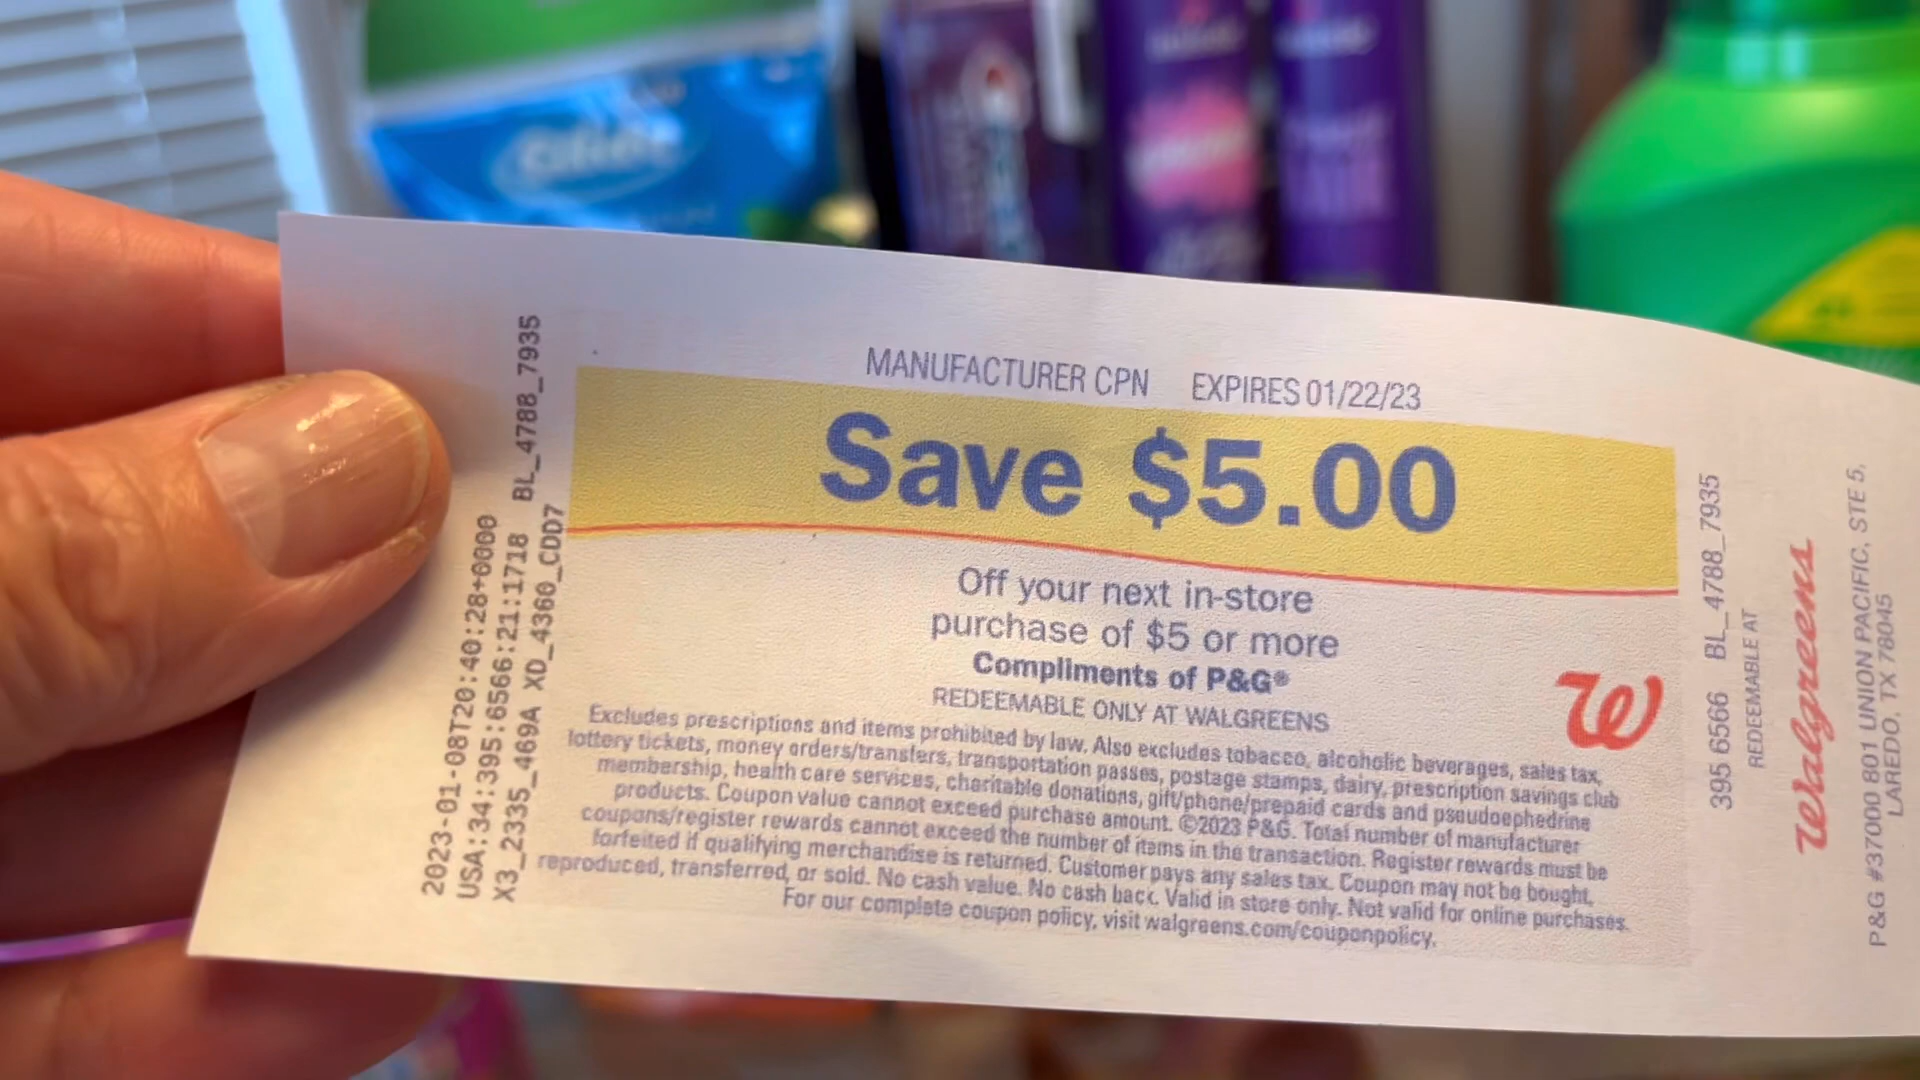 MANUFACTURER CPN EXPIRES 01/22/23
Save $5.00
Off your next in-store
purchase of $5 or more
Compliments of P&G®
REDEEMABLE ONLY AT WALGREENS
Excludes prescriptions and items prohibited by law. Also excludes tobacco, alcoholic beverages, sales tax,
lottery tickets, money orders/transfers, transportation passes, postage stamps, dairy, prescription savings club
membership, health care services, charitable donations, gift/phone/prepaid cards and pseudoephedrine
products. Coupon value cannot exceed purchase amount. ©2023 P&G. Total number of manufacturer
coupons/register rewards cannot exceed the number of items in the transaction. Register rewards must be
forfeited if qualifying merchandise is returned. Customer pays any sales tax. Coupon may not be bought,
reproduced, transferred, or sold. No cash value. No cash back. Valid in store only. Not valid for online purchases.
For our complete coupon policy, visit walgreens.com/couponpolicy.
W
2023-01-08T20:40:28+0000
USA:34:395:6566:21:1718 BL_4788_7935
X3_2335_469A XD_4360_CDD7
395 6566 BL_4788_7935
REDEEMABLE AT
Walgreens
P&G #37000 801 UNION PACIFIC, STE 5,
LAREDO, TX 78045
Glide